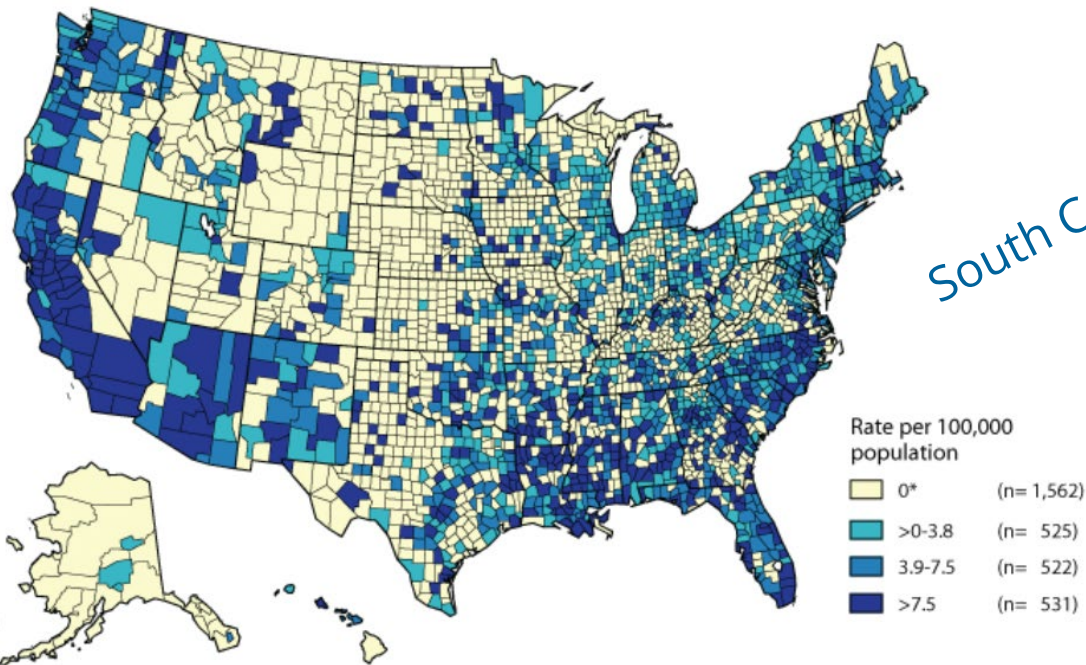 South C
Rate per 100,000
population
0* (n= 1,562)
>0-3.8 (n= 525)
3.9-7.5 (n= 522)
>7.5 (n= 531)